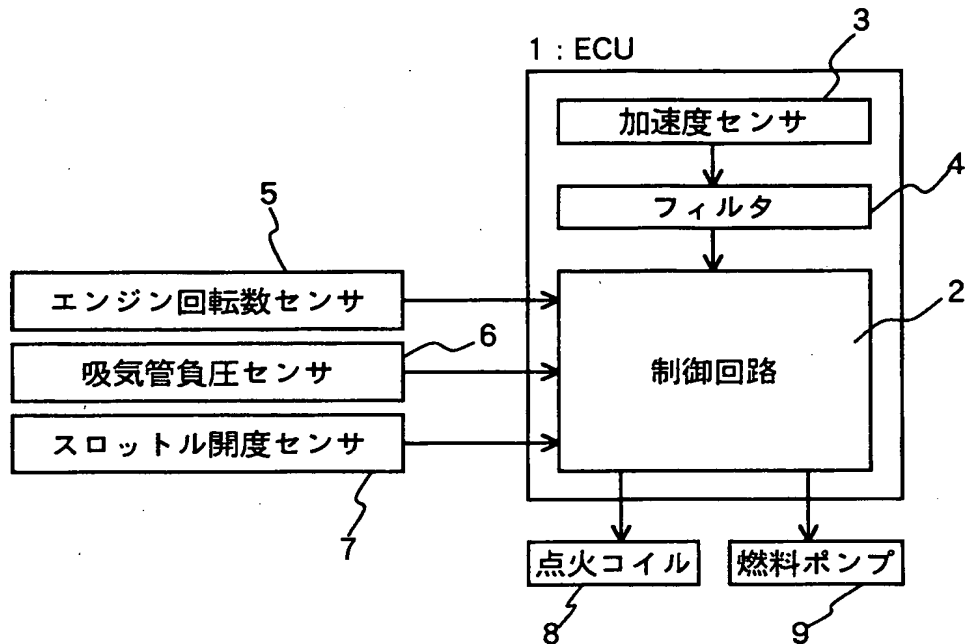 3
1：ECU
加速度センサ
4
フィルタ
5
エンジン回転数センサ
2
6
吸気管負圧センサ
制御回路
スロットル開度センサ
7
点火コイル
燃料ポンプ
8
9